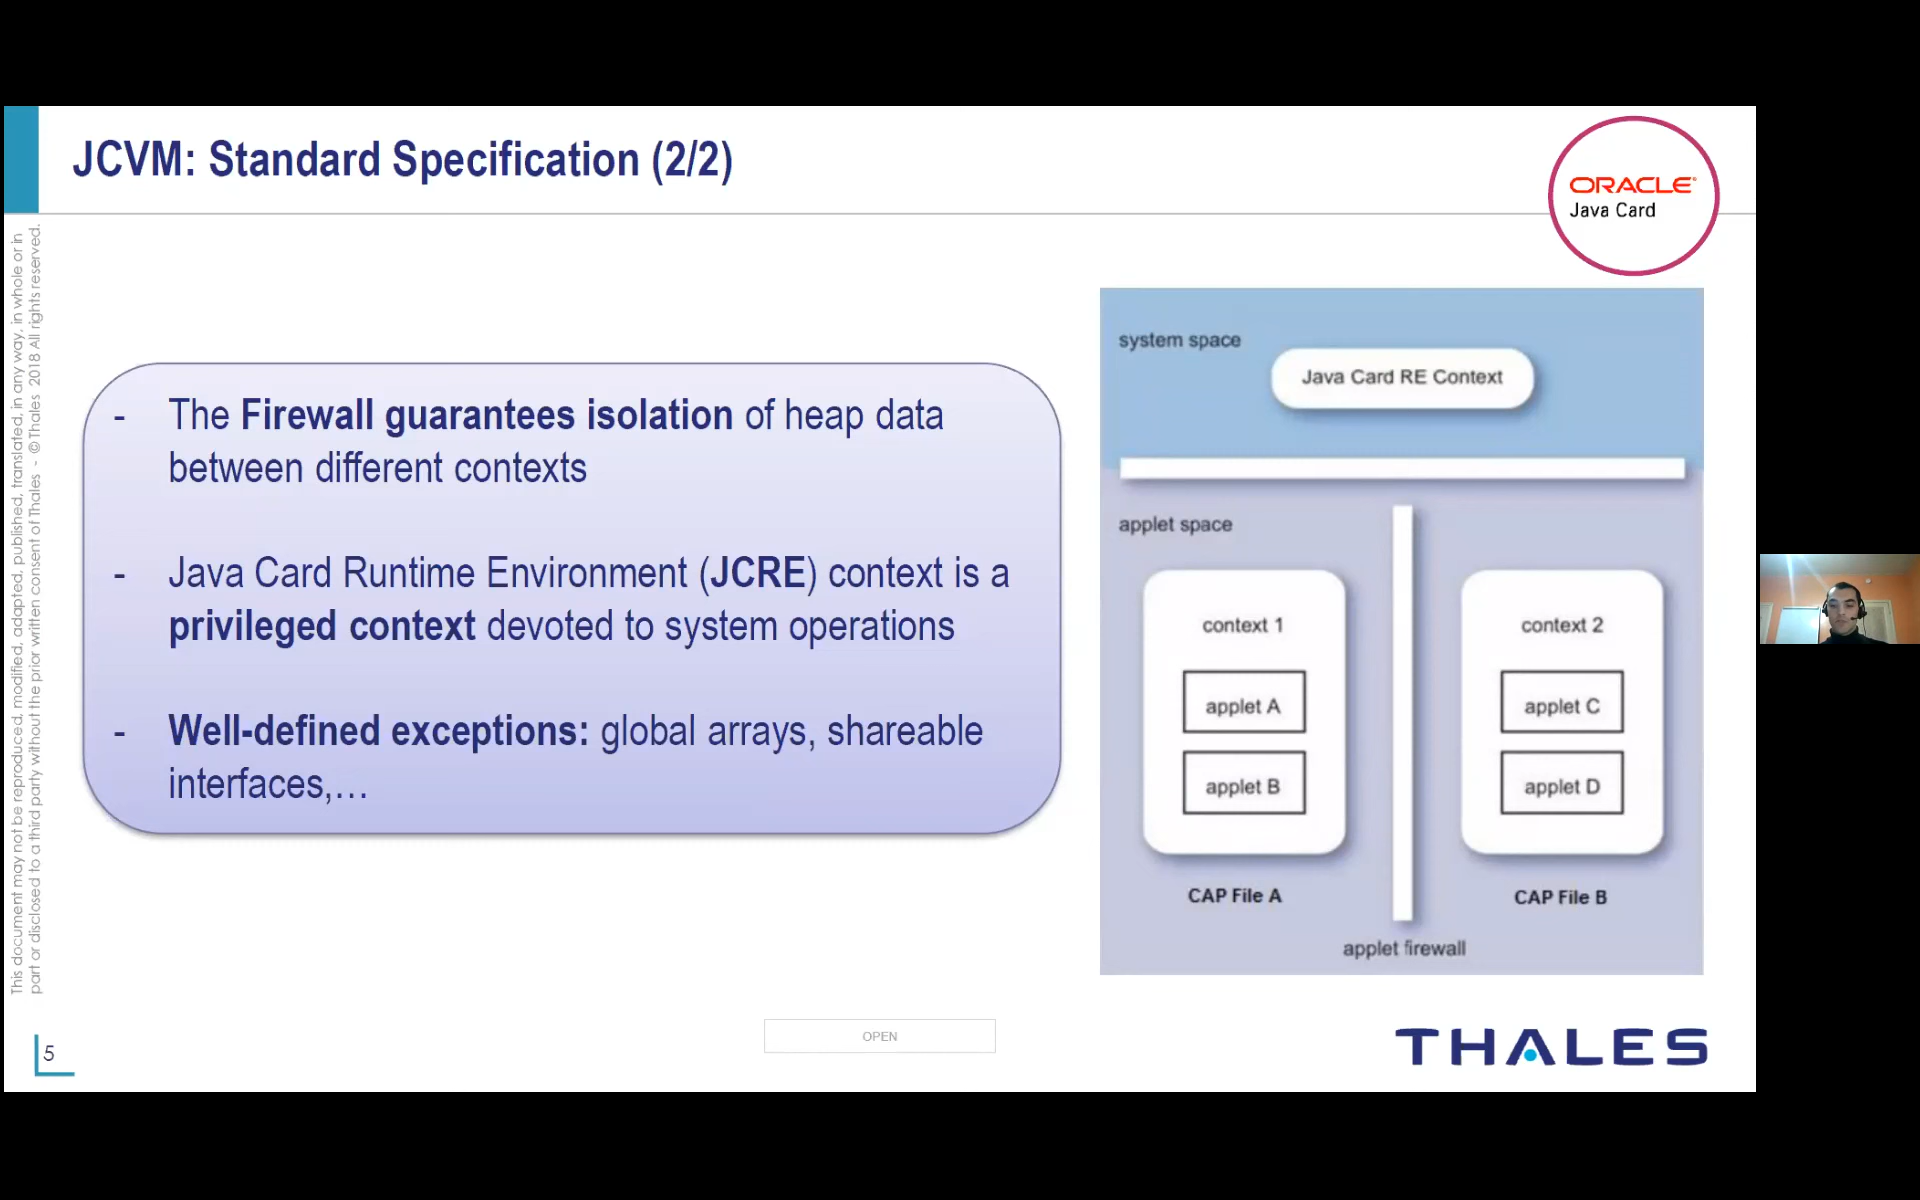 JCVM: Standard Specification (2/2)
ORACLE®
Java Card
This document may not be reproduced, modified, adapted, published, translated, in any way, in whole or in
part or disclosed to a third party without the prior written consent of Thales - © Thales 2018 All rights reserved.
- The Firewall guarantees isolation of heap data
between different contexts
- Java Card Runtime Environment (JCRE) context is a
privileged context devoted to system operations
- Well-defined exceptions: global arrays, shareable
interfaces,…
system space
Java Card RE Context
applet space
context 1
applet A
applet B
CAP File A
context 2
applet C
applet D
CAP File B
applet firewall
5
OPEN
THALES